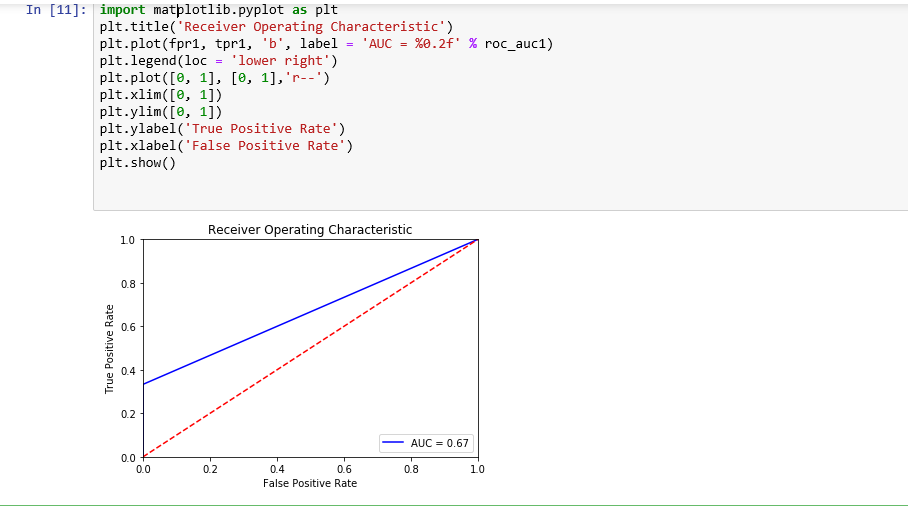 In [11]: import matplotlib.pyplot as plt
plt.title('Receiver Operating Characteristic')
plt.plot(fpr1, tpr1, 'b', label = 'AUC = %0.2f' % roc_auc1)
plt.legend(loc = 'lower right')
plt.plot([0, 1], [0, 1],'r--')
plt.xlim([0, 1])
plt.ylim([0, 1])
plt.ylabel('True Positive Rate')
plt.xlabel('False Positive Rate')
plt.show()
Receiver Operating Characteristic
1.0
0.8
0.6
0.4
0.2
0.0
True Positive Rate
AUC = 0.67
0.0 0.2 0.4 0.6 0.8 1.0
False Positive Rate